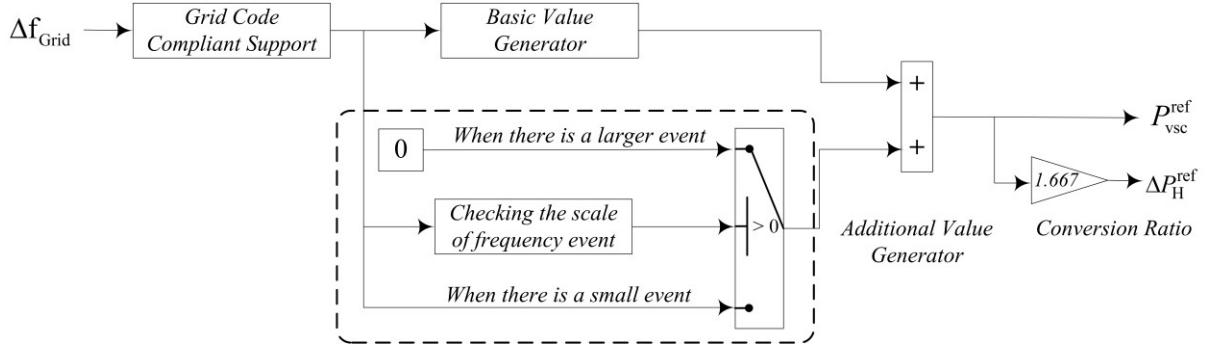 Δf_Grid
Grid Code
Compliant Support
Basic Value
Generator
0
When there is a larger event
Checking the scale
of frequency event
> 0
When there is a small event
+
+
Additional Value
Generator
P_vsc^ref
1.667
ΔP_H^ref
Conversion Ratio